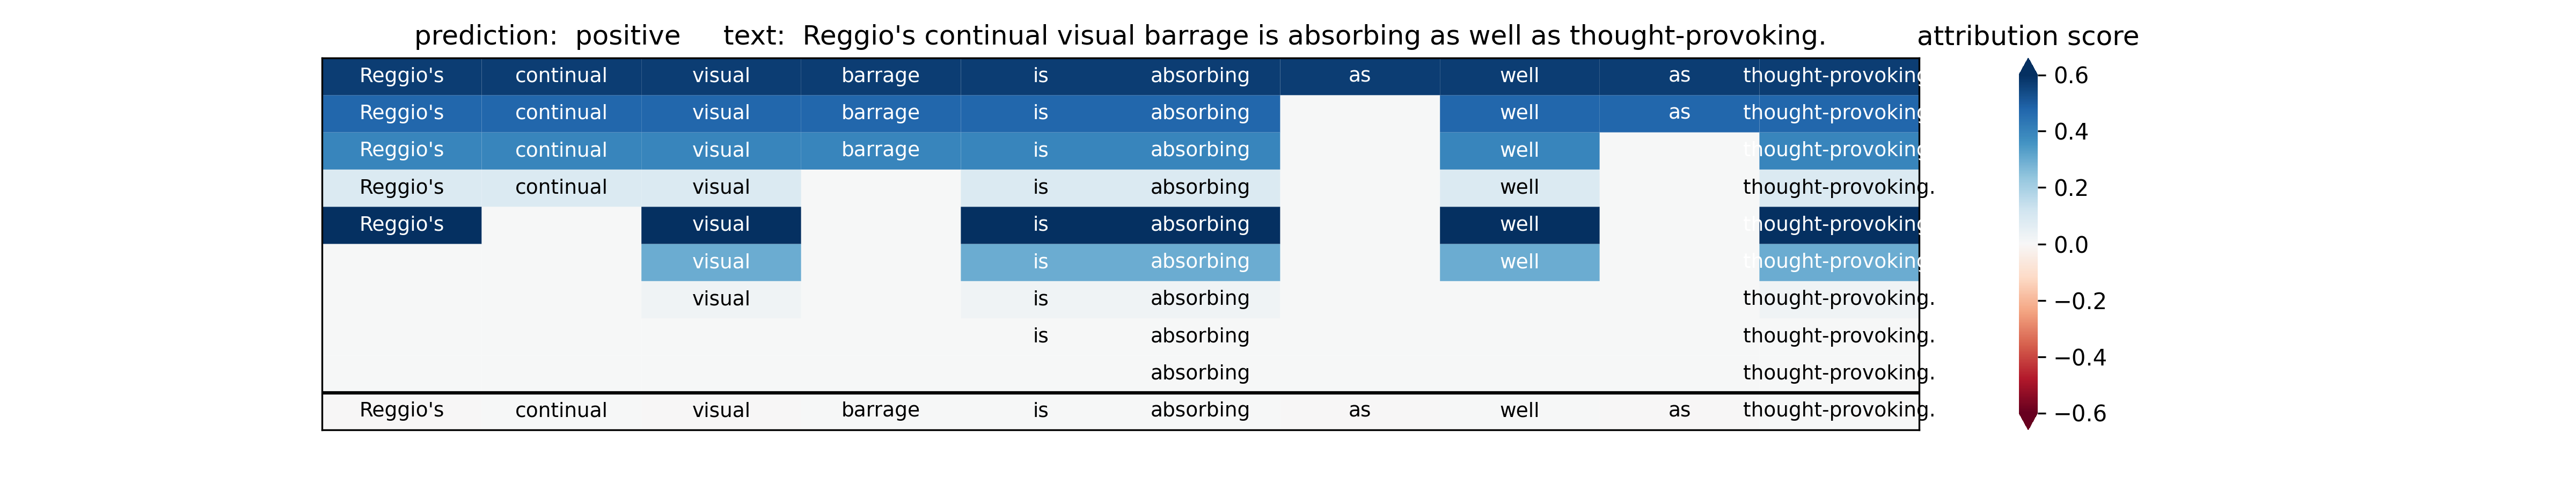 prediction: positive text: Reggio's continual visual barrage is absorbing as well as thought-provoking. attribution score
Reggio's continual visual barrage is absorbing as well as thought-provoking.
Reggio's continual visual barrage is absorbing well as thought-provoking
Reggio's continual visual barrage is absorbing well thought-provoking
Reggio's continual visual is absorbing well thought-provoking.
Reggio's visual is absorbing well thought-provoking
visual is absorbing well thought-provoking
visual is absorbing thought-provoking.
is absorbing thought-provoking.
absorbing thought-provoking.
Reggio's continual visual barrage is absorbing as well as thought-provoking.
0.6
0.4
0.2
0.0
−0.2
−0.4
−0.6